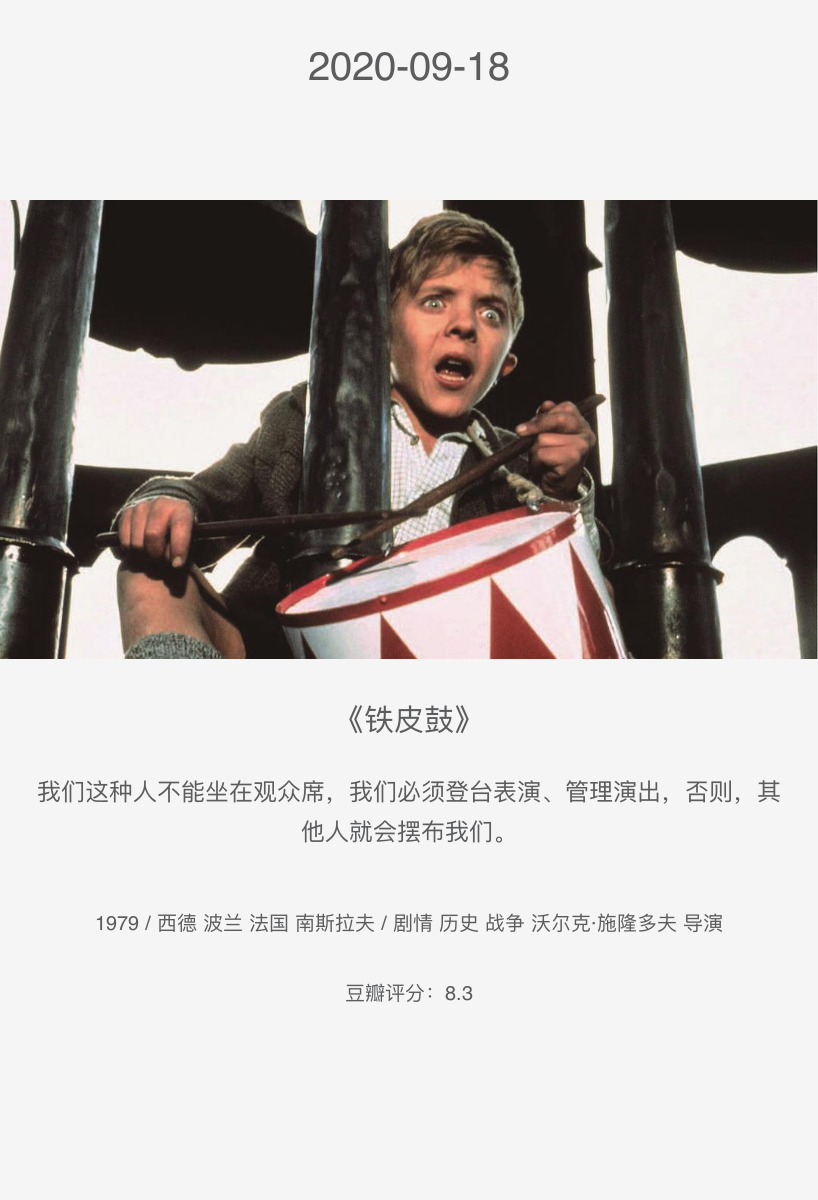 2020-09-18
《铁皮鼓》
我们这种人不能坐在观众席，我们必须登台表演、管理演出，否则，其
他人就会摆布我们。
1979 / 西德 波兰 法国 南斯拉夫 / 剧情 历史 战争 沃尔克·施隆多夫 导演
豆瓣评分：8.3